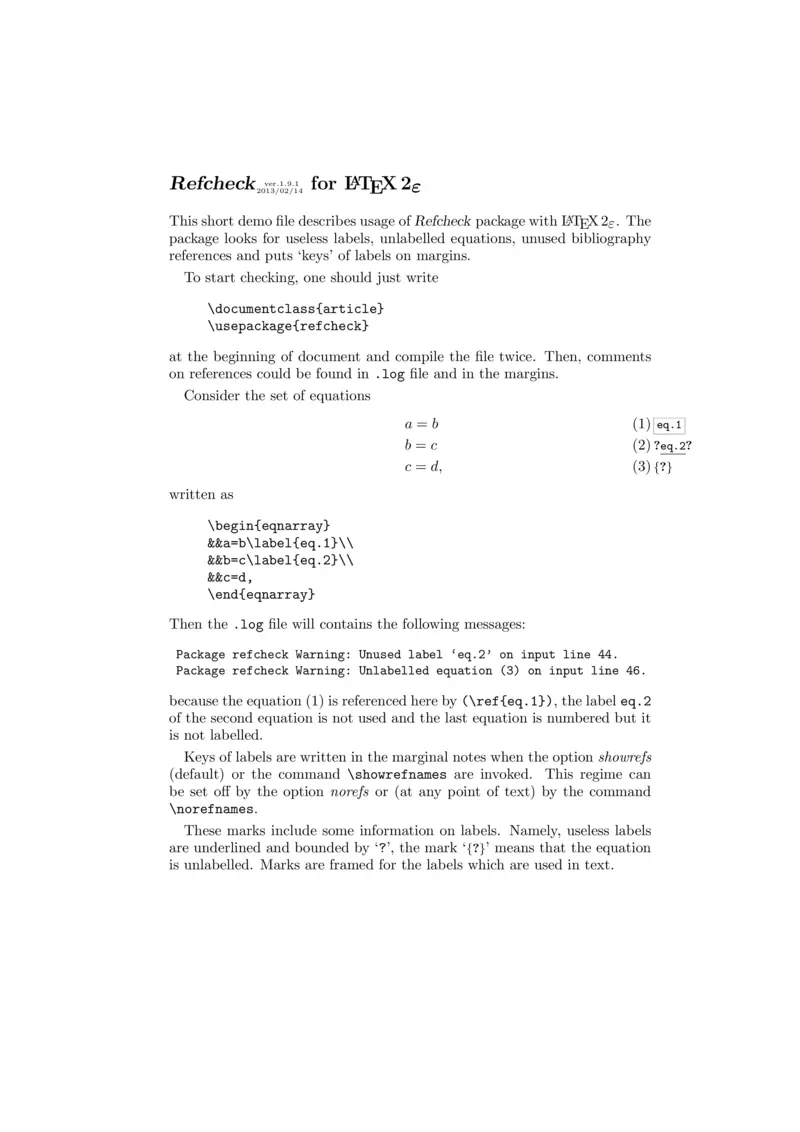 Refcheck ver.1.9.1 2013/02/14 for LATEX 2ε
This short demo file describes usage of Refcheck package with LATEX 2ε. The
package looks for useless labels, unlabelled equations, unused bibliography
references and puts ‘keys’ of labels on margins.
To start checking, one should just write
\documentclass{article}
\usepackage{refcheck}
at the beginning of document and compile the file twice. Then, comments
on references could be found in .log file and in the margins.
Consider the set of equations
a = b (1) eq.1
b = c (2) ?eq.2?
c = d, (3) {?}
written as
\begin{eqnarray}
&&a=b\label{eq.1}\\
&&b=c\label{eq.2}\\
&&c=d,
\end{eqnarray}
Then the .log file will contains the following messages:
Package refcheck Warning: Unused label ‘eq.2’ on input line 44.
Package refcheck Warning: Unlabelled equation (3) on input line 46.
because the equation (1) is referenced here by (\ref{eq.1}), the label eq.2
of the second equation is not used and the last equation is numbered but it
is not labelled.
Keys of labels are written in the marginal notes when the option showrefs
(default) or the command \showrefnames are invoked. This regime can
be set off by the option norefs or (at any point of text) by the command
\norefnames.
These marks include some information on labels. Namely, useless labels
are underlined and bounded by ‘?’, the mark ‘{?}’ means that the equation
is unlabelled. Marks are framed for the labels which are used in text.